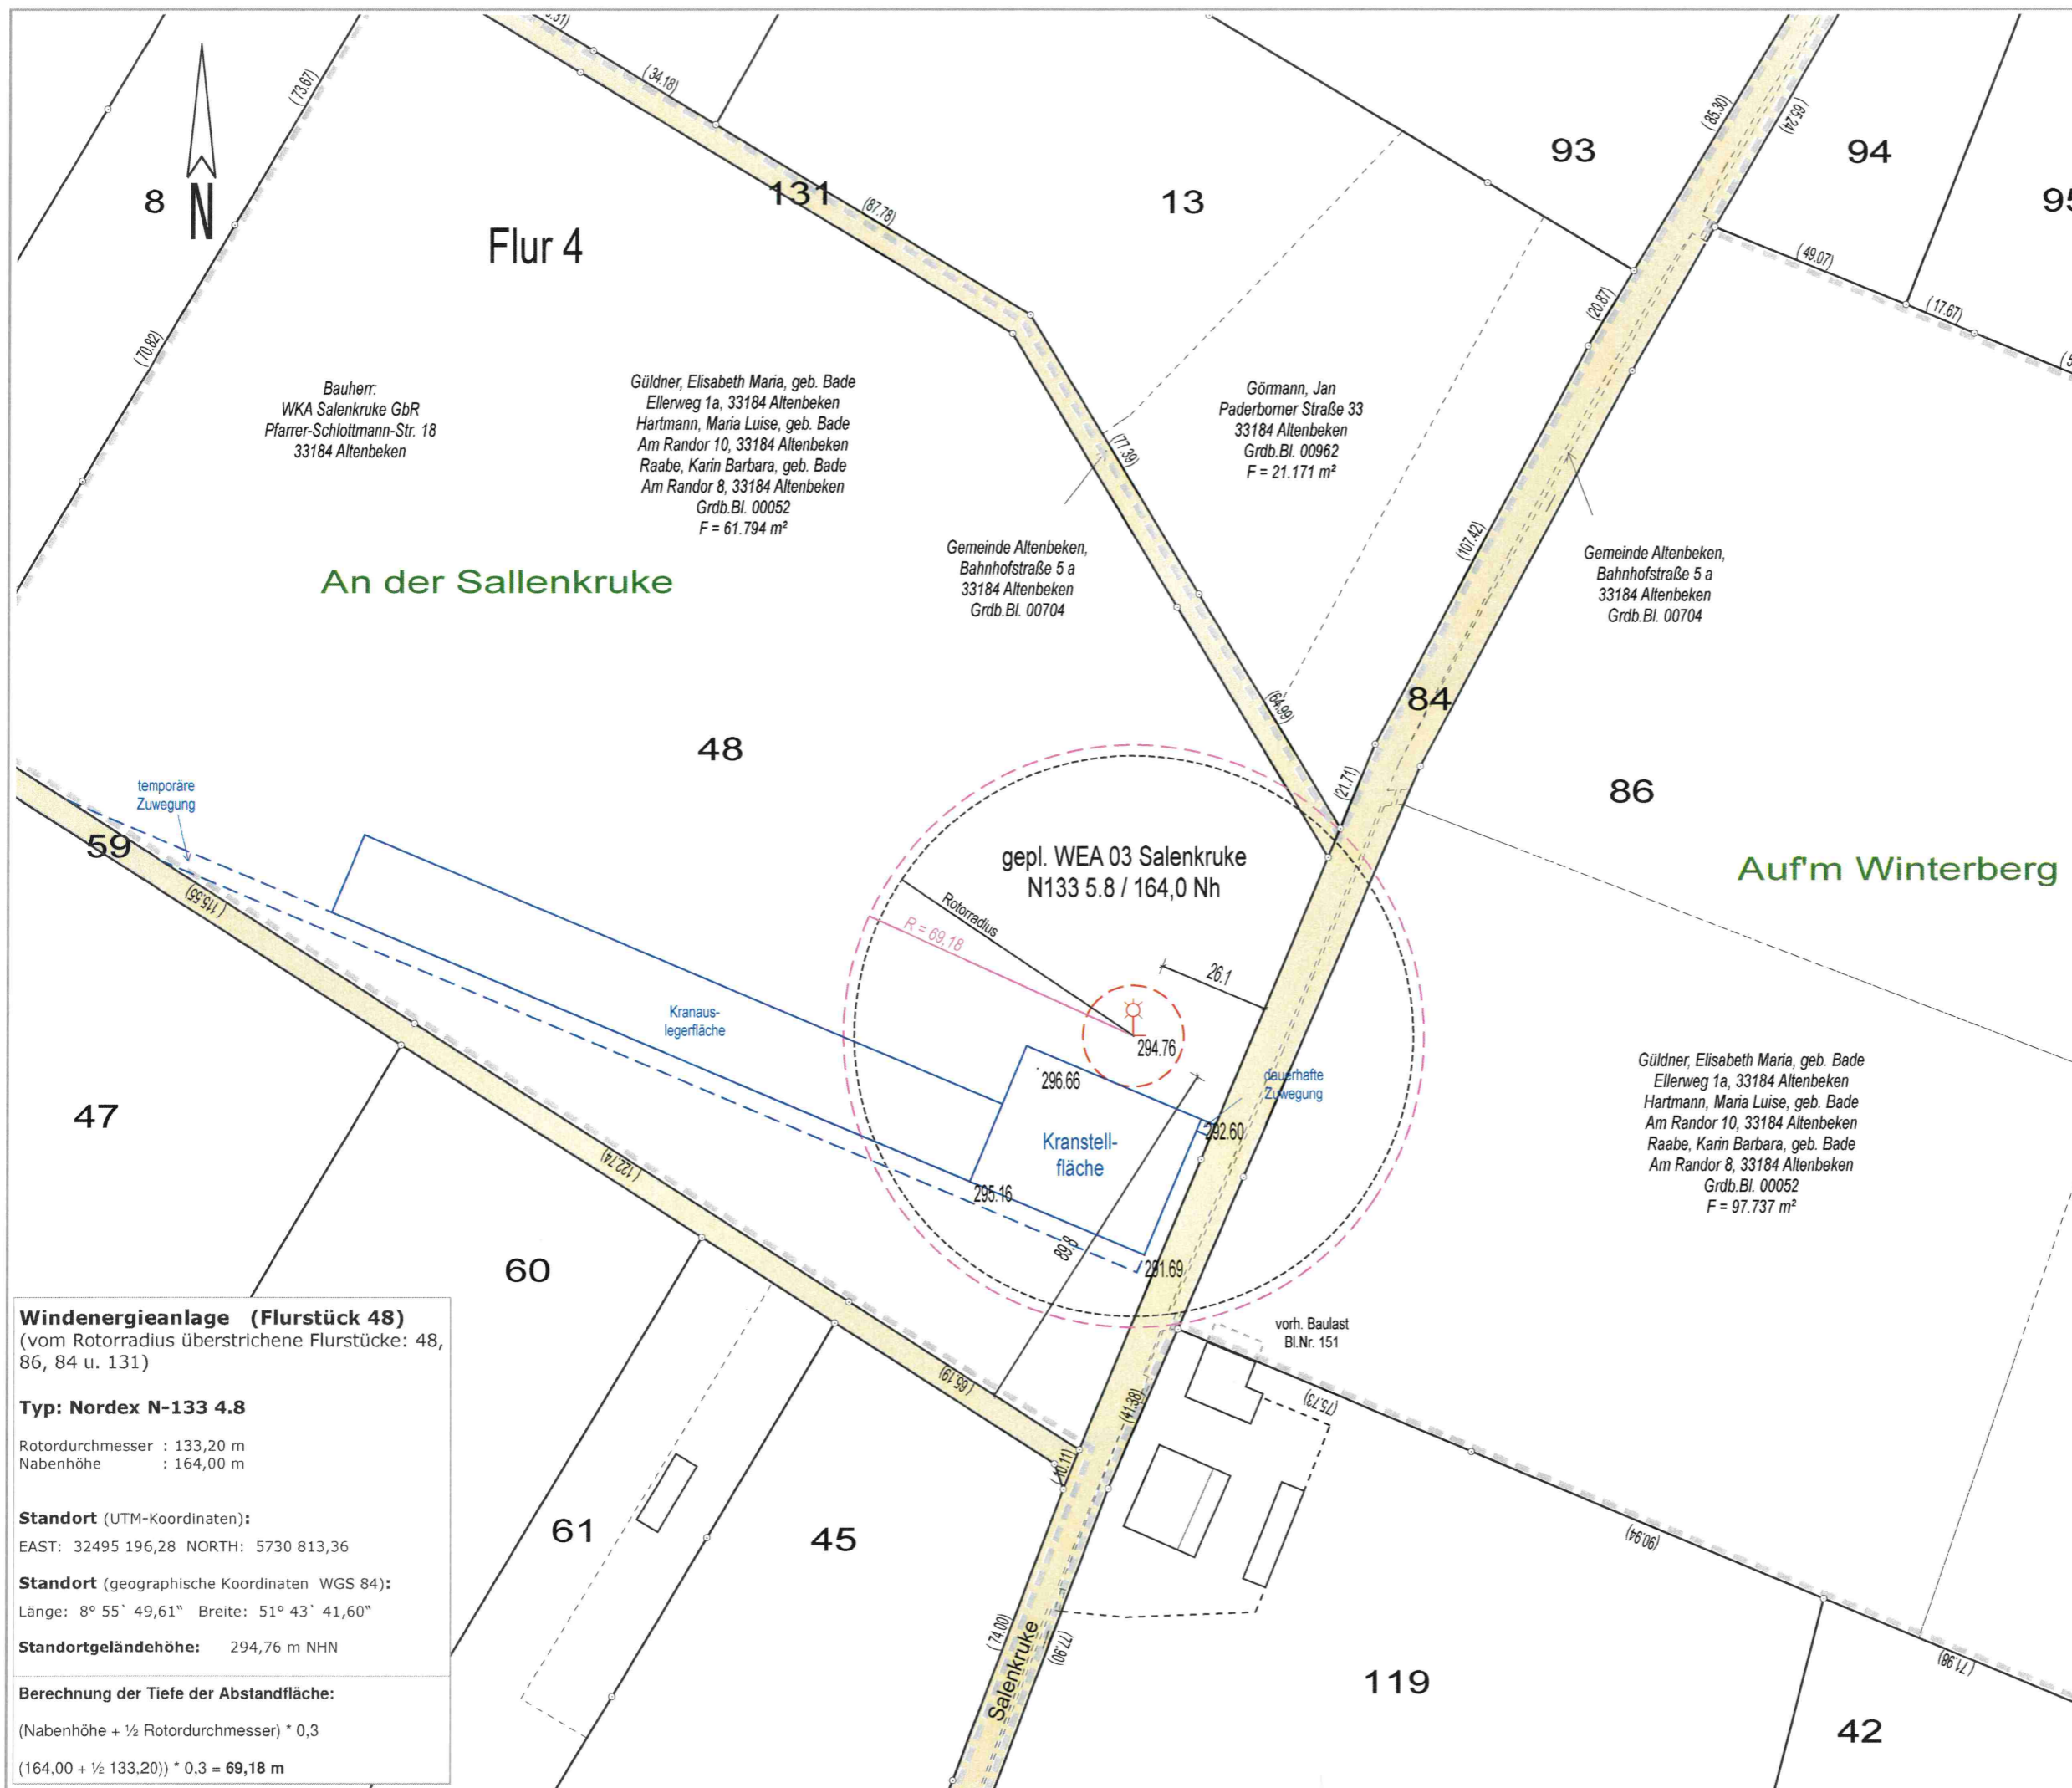 (34.18)
(73.67)
(85.30)
(65.24)
93
94
8
N
131
(87.78)
13
Flur 4
(49.07)
(17.67)
(20.87)
(70.82)
Bauherr:
WKA Salenkruke GbR
Pfarrer-Schlottmann-Str. 18
33184 Altenbeken
Güldner, Elisabeth Maria, geb. Bade
Ellerweg 1a, 33184 Altenbeken
Hartmann, Maria Luise, geb. Bade
Am Randor 10, 33184 Altenbeken
Raabe, Karin Barbara, geb. Bade
Am Randor 8, 33184 Altenbeken
Grdb.Bl. 00052
F = 61.794 m²
(77.39)
Görmann, Jan
Paderborner Straße 33
33184 Altenbeken
Grdb.Bl. 00962
F = 21.171 m²
Gemeinde Altenbeken,
Bahnhofstraße 5 a
33184 Altenbeken
Grdb.Bl. 00704
(107.42)
Gemeinde Altenbeken,
Bahnhofstraße 5 a
33184 Altenbeken
Grdb.Bl. 00704
An der Sallenkruke
(64.99)
84
48
(21.71)
86
temporäre
Zuwegung
59
(115.55)
gepl. WEA 03 Salenkruke
N133 5.8 / 164,0 Nh
Auf'm Winterberg
Rotorradius
R = 69.18
26.1
Kranaus-
legerfläche
294.76
296.66
dauerhafte
Zuwegung
292.60
Kranstell-
fläche
295.16
89.8
291.69
47
(122.74)
60
Güldner, Elisabeth Maria, geb. Bade
Ellerweg 1a, 33184 Altenbeken
Hartmann, Maria Luise, geb. Bade
Am Randor 10, 33184 Altenbeken
Raabe, Karin Barbara, geb. Bade
Am Randor 8, 33184 Altenbeken
Grdb.Bl. 00052
F = 97.737 m²
vorh. Baulast
Bl.Nr. 151
(65.19)
(41.38)
(75.73)
(10.11)
61
45
(90.94)
(74.00)
(77.90)
Salenkruke
119
(71.98)
42
Windenergieanlage (Flurstück 48)
(vom Rotorradius überstrichene Flurstücke: 48,
86, 84 u. 131)
Typ: Nordex N-133 4.8
Rotordurchmesser : 133,20 m
Nabenhöhe : 164,00 m
Standort (UTM-Koordinaten):
EAST: 32495 196,28 NORTH: 5730 813,36
Standort (geographische Koordinaten WGS 84):
Länge: 8° 55` 49,61" Breite: 51° 43` 41,60"
Standortgeländehöhe: 294,76 m NHN
Berechnung der Tiefe der Abstandfläche:
(Nabenhöhe + ½ Rotordurchmesser) * 0,3
(164,00 + ½ 133,20)) * 0,3 = 69,18 m